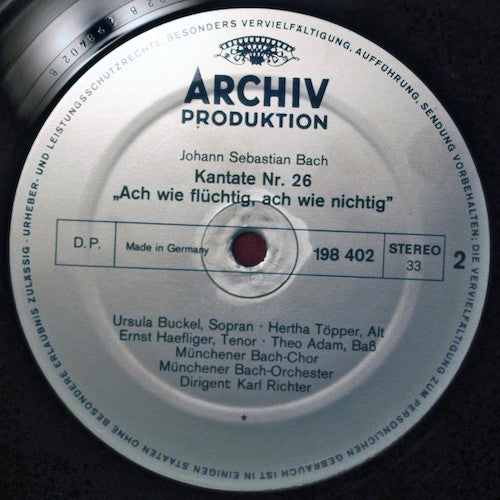 URHEBER- UND LEISTUNGSSCHUTZRECHTE, BESONDERS VERVIELFÄLTIGUNG, AUFFÜHRUNG, SENDUNG VORBEHALTEN; DIE VERVIELFÄLTIGUNG ZUM PERSÖNLICHEN GEBRAUCH IST IN EINIGEN STAATEN OHNE BESONDERE ERLAUBNIS ZULÄSSIG ·
ARCHIV
PRODUKTION
Johann Sebastian Bach
Kantate Nr. 26
„Ach wie flüchtig, ach wie nichtig”
D.P. Made in Germany 198 402 STEREO 33 2
Ursula Buckel, Sopran · Hertha Töpper, Alt
Ernst Haefliger, Tenor · Theo Adam, Baß
Münchener Bach-Chor
Münchener Bach-Orchester
Dirigent: Karl Richter
*